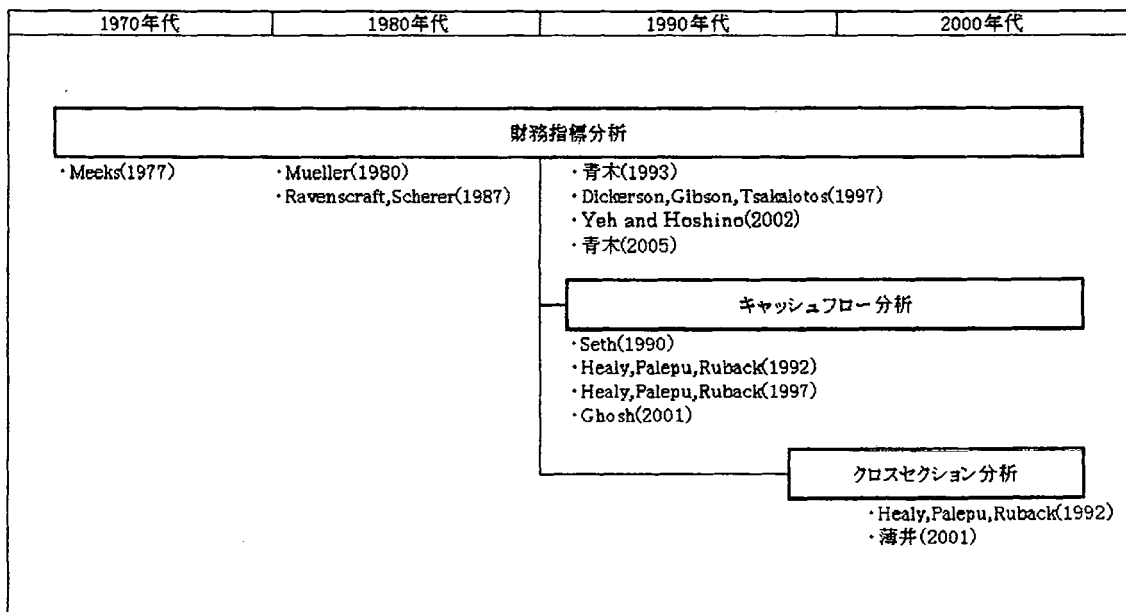 1970年代 1980年代 1990年代 2000年代
財務指標分析
・Meeks(1977)
・Mueller(1980)
・Ravenscraft,Scherer(1987)
・青木(1993)
・Dickerson,Gibson,Tsakalotos(1997)
・Yeh and Hoshino(2002)
・青木(2005)
キャッシュフロー分析
・Seth(1990)
・Healy,Palepu,Ruback(1992)
・Healy,Palepu,Ruback(1997)
・Ghosh(2001)
クロスセクション分析
・Healy,Palepu,Ruback(1992)
・薄井(2001)